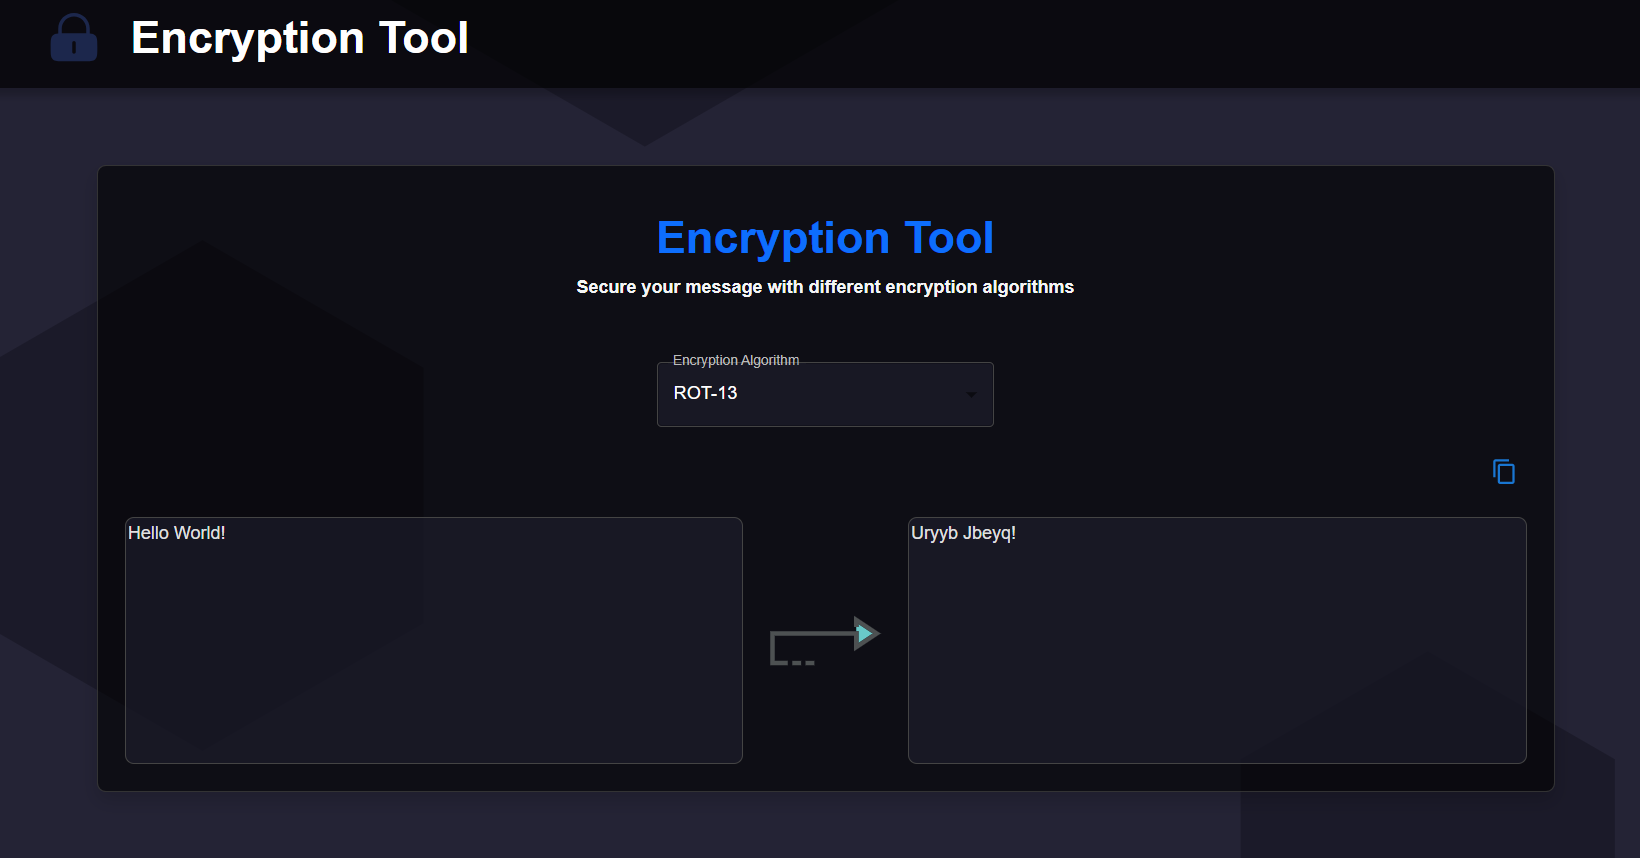 Encryption Tool
Encryption Tool
Secure your message with different encryption algorithms
Encryption Algorithm
ROT-13
Hello World!
Uryyb Jbeyq!